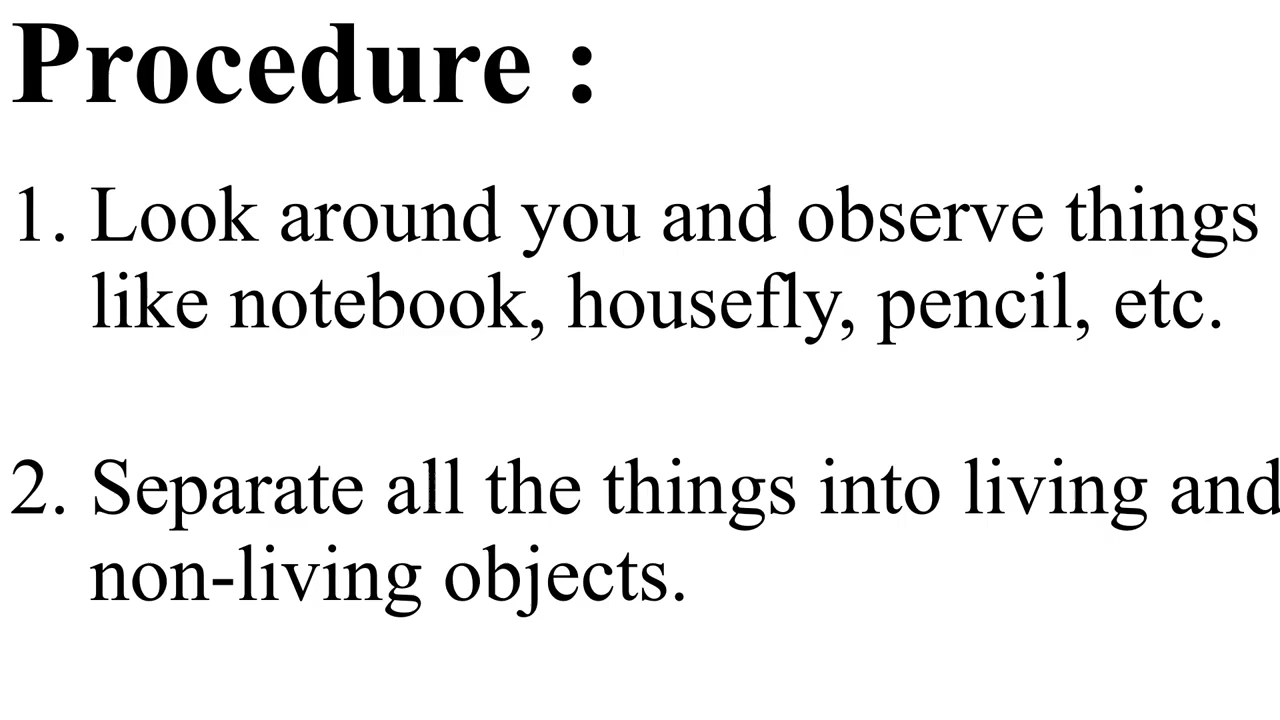 Procedure :
1. Look around you and observe things
like notebook, housefly, pencil, etc.
2. Separate all the things into living and
non-living objects.